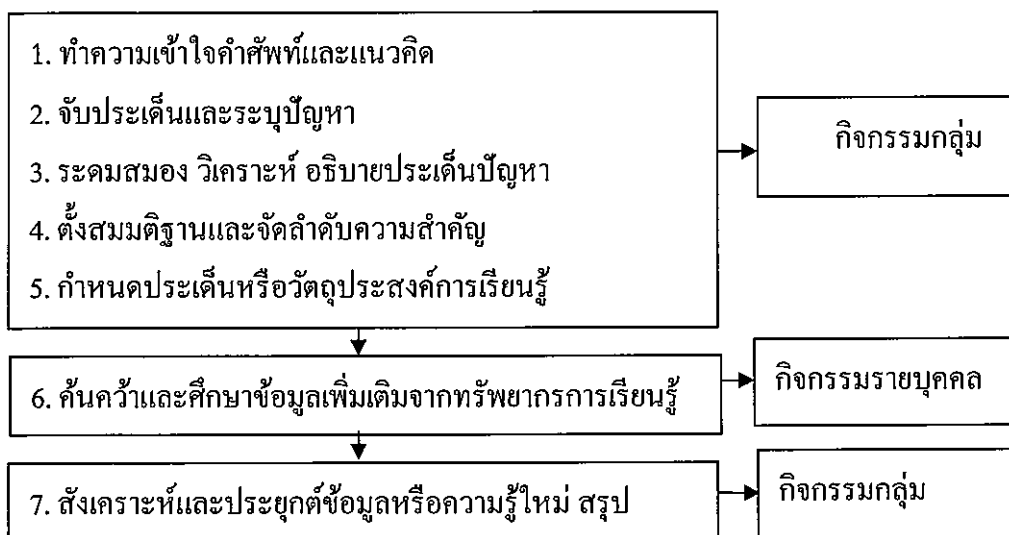 1. ทำความเข้าใจคำศัพท์และแนวคิด
2. จับประเด็นและระบุปัญหา
3. ระดมสมอง วิเคราะห์ อธิบายประเด็นปัญหา
4. ตั้งสมมติฐานและจัดลำดับความสำคัญ
5. กำหนดประเด็นหรือวัตถุประสงค์การเรียนรู้
กิจกรรมกลุ่ม
6. ค้นคว้าและศึกษาข้อมูลเพิ่มเติมจากทรัพยากรการเรียนรู้
กิจกรรมรายบุคคล
7. สังเคราะห์และประยุกต์ข้อมูลหรือความรู้ใหม่ สรุป
กิจกรรมกลุ่ม